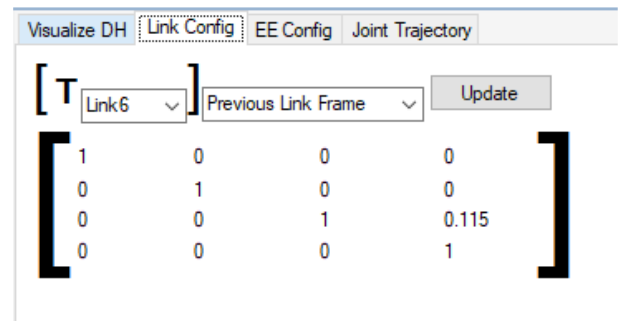 Visualize DH Link Config EE Config Joint Trajectory
[ T Link6 ] Previous Link Frame Update
1 0 0 0
0 1 0 0
0 0 1 0.115
0 0 0 1